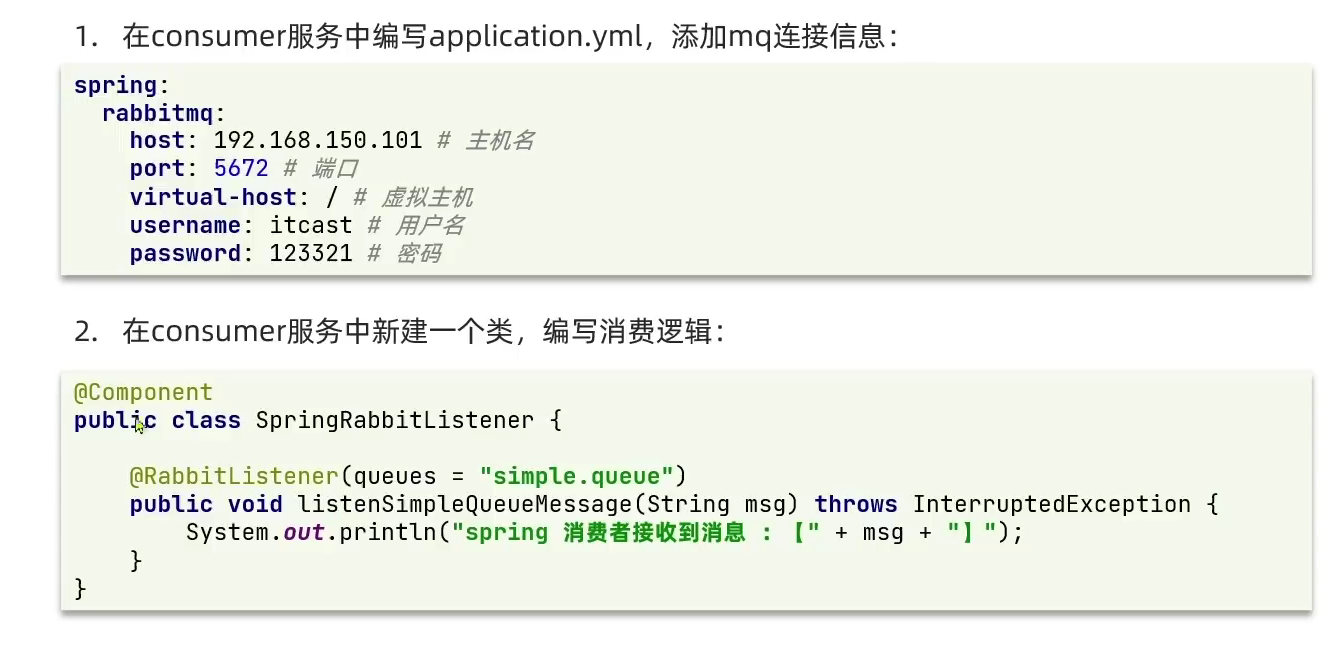 1. 在consumer服务中编写application.yml，添加mq连接信息：
spring:
  rabbitmq:
    host: 192.168.150.101 # 主机名
    port: 5672 # 端口
    virtual-host: / # 虚拟主机
    username: itcast # 用户名
    password: 123321 # 密码
2. 在consumer服务中新建一个类，编写消费逻辑：
@Component
public class SpringRabbitListener {
    @RabbitListener(queues = "simple.queue")
    public void listenSimpleQueueMessage(String msg) throws InterruptedException {
        System.out.println("spring 消费者接收到消息 : 【" + msg + "】");
    }
}